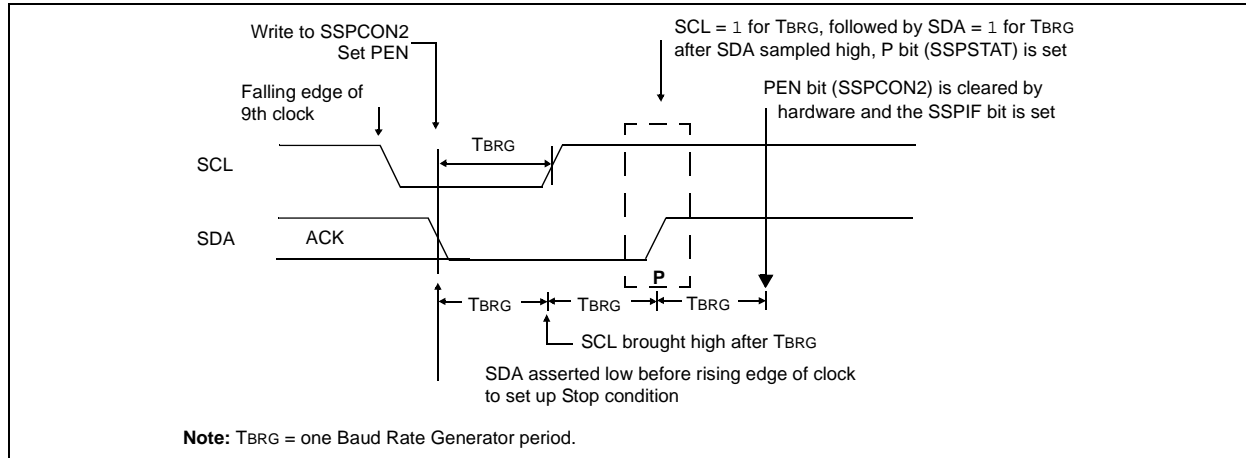 Write to SSPCON2
Set PEN
SCL = 1 for TBRG, followed by SDA = 1 for TBRG
after SDA sampled high, P bit (SSPSTAT) is set
Falling edge of
9th clock
PEN bit (SSPCON2) is cleared by
hardware and the SSPIF bit is set
TBRG
SCL
SDA
ACK
P
TBRG
TBRG
TBRG
SCL brought high after TBRG
SDA asserted low before rising edge of clock
to set up Stop condition
Note: TBRG = one Baud Rate Generator period.